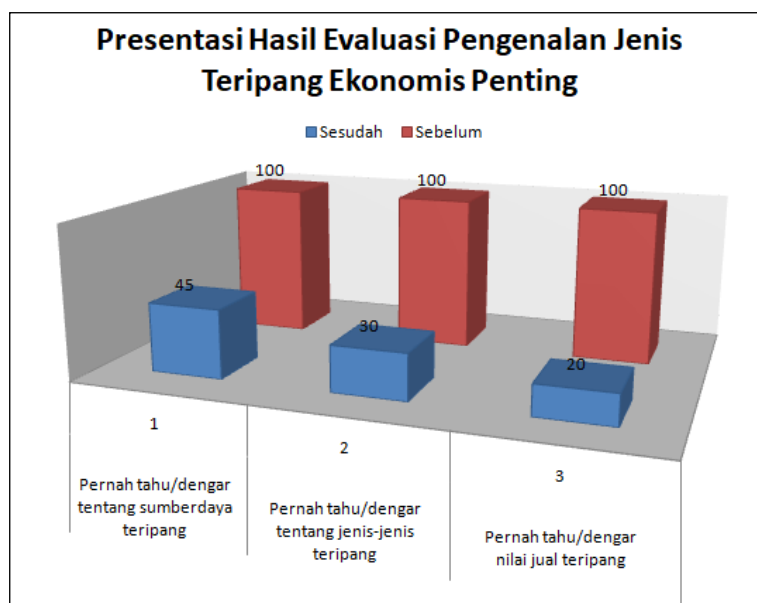 Presentasi Hasil Evaluasi Pengenalan Jenis
Teripang Ekonomis Penting
Sesudah Sebelum
100
100
100
45
30
20
1
2
3
Pernah tahu/dengar
tentang sumberdaya
teripang
Pernah tahu/dengar
tentang jenis-jenis
teripang
Pernah tahu/dengar
nilai jual teripang